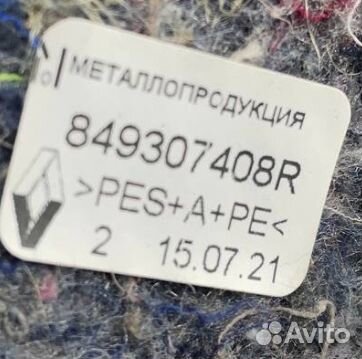 МЕТАЛЛОПРОДУКЦИЯ
849307408R
>PES+A+PE<
2 15.07.21
Avito